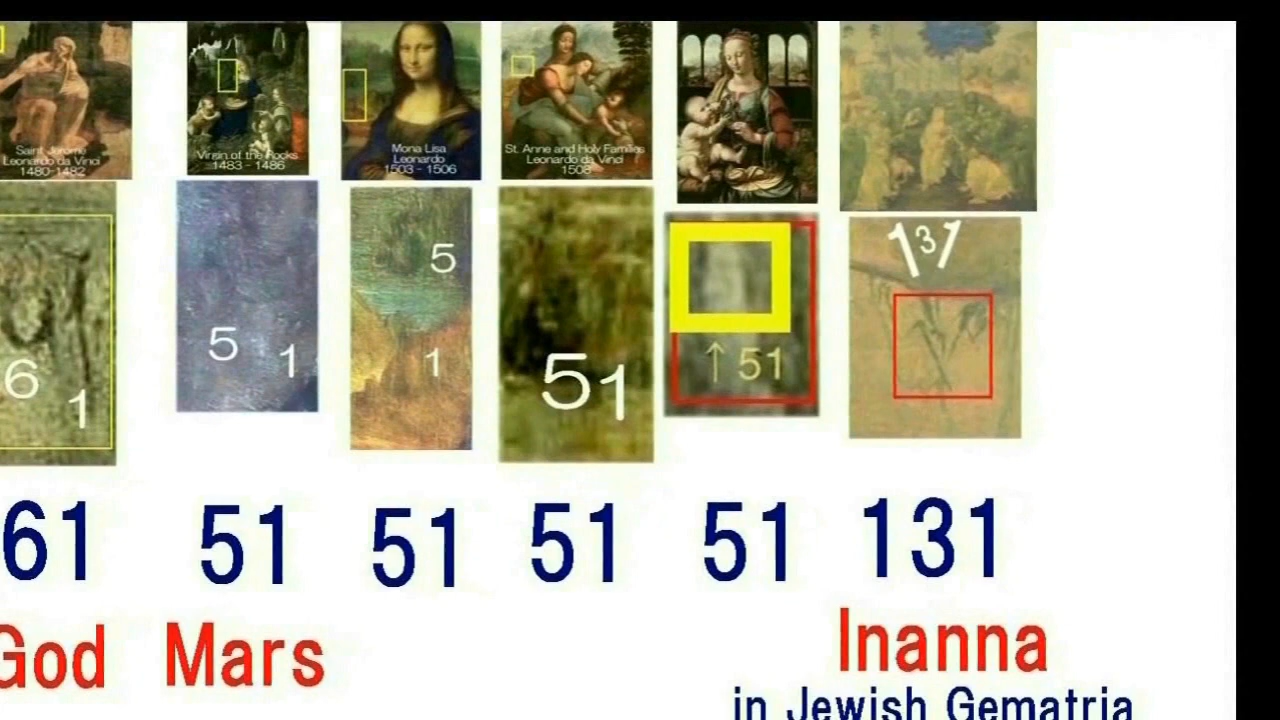 Saint Jerome
Leonardo da Vinci
1480-1482
Virgin of the Rocks
1483 - 1486
Mona Lisa
Leonardo
1503 - 1506
St. Anne and Holy Families
Leonardo da Vinci
1508
6 1
5 1
5
1
51
↑ 51
131
61 51 51 51 51 131
God Mars Inanna
in Jewish Gematria